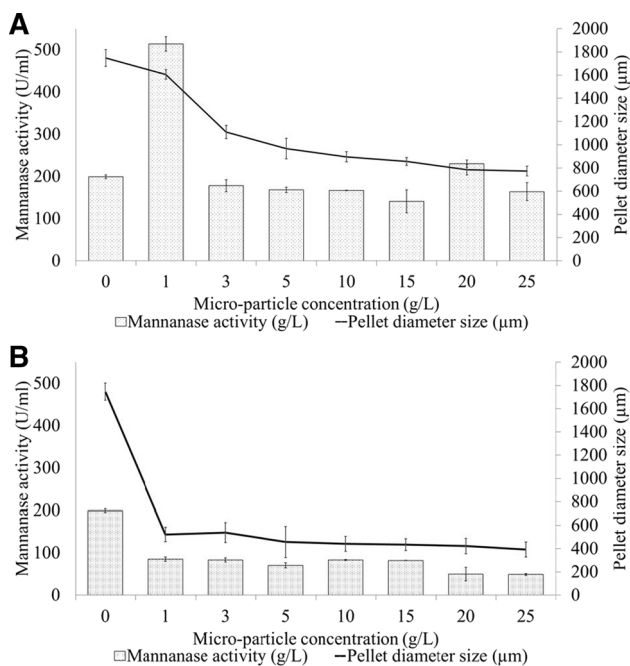 A
Mannanase activity (U/ml)
500
400
300
200
100
0
2000
1800
1600
1400
1200
1000
800
600
400
200
0
Pellet diameter size (µm)
0 1 3 5 10 15 20 25
Micro-particle concentration (g/L)
Mannanase activity (g/L) Pellet diameter size (µm)
B
Mannanase activity (U/ml)
500
400
300
200
100
0
2000
1800
1600
1400
1200
1000
800
600
400
200
0
Pellet diameter size (µm)
0 1 3 5 10 15 20 25
Micro-particle concentration (g/L)
Mannanase activity (g/L) Pellet diameter size (µm)